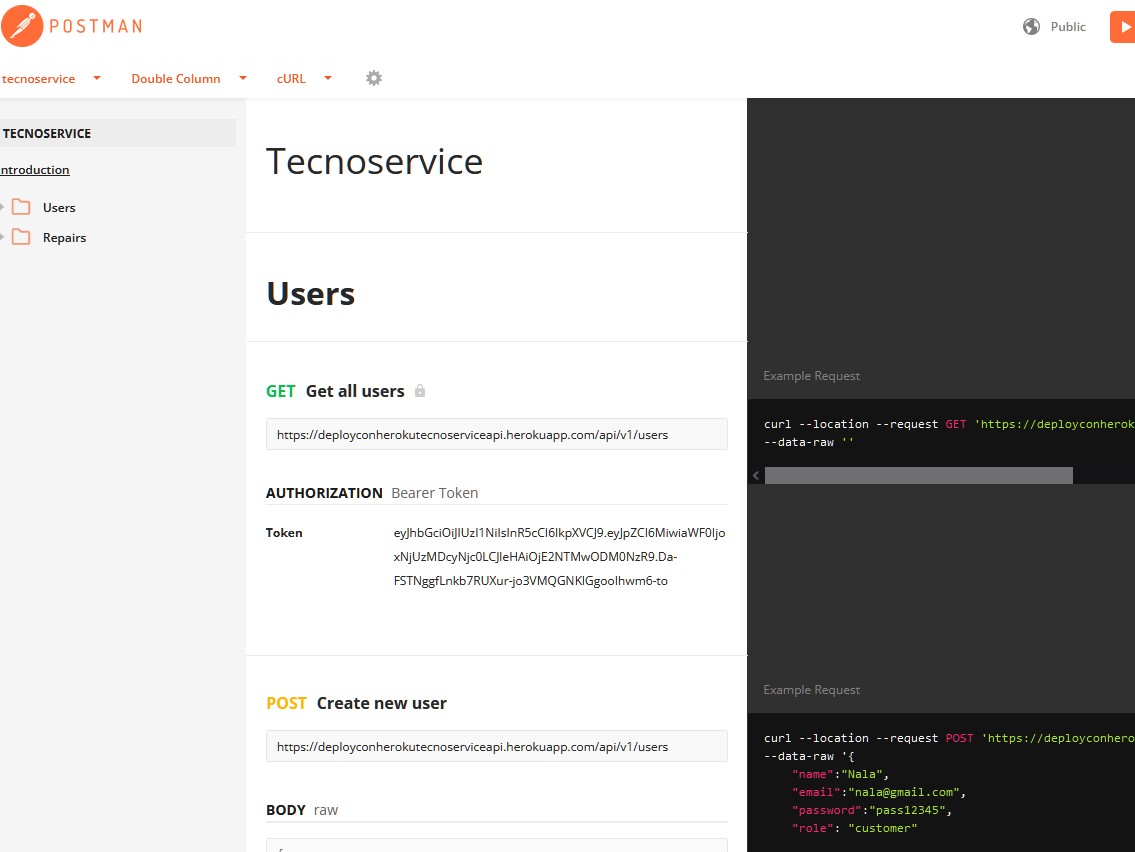 POSTMAN
Public
tecnoservice
Double Column
cURL
TECNOSERVICE
ntroduction
Users
Repairs
Tecnoservice
Users
GET Get all users
https://deployconherokutecnoserviceapi.herokuapp.com/api/v1/users
AUTHORIZATION Bearer Token
Token
eyJhbGciOiJIUzI1NiIsInR5cCI6IkpXVCJ9.eyJpZCI6MiwiaWF0Ijo
xNjUzMDcyNjc0LCJleHAiOjE2NTMwODM0NzR9.Da-
FSTNggfLnkb7RUXur-jo3VMQGNKlGgoolhwm6-to
POST Create new user
https://deployconherokutecnoserviceapi.herokuapp.com/api/v1/users
BODY raw
{
Example Request
curl --location --request GET 'https://deployconherok
--data-raw ''
Example Request
curl --location --request POST 'https://deployconhero
--data-raw '{
"name":"Nala",
"email":"nala@gmail.com",
"password":"pass12345",
"role": "customer"